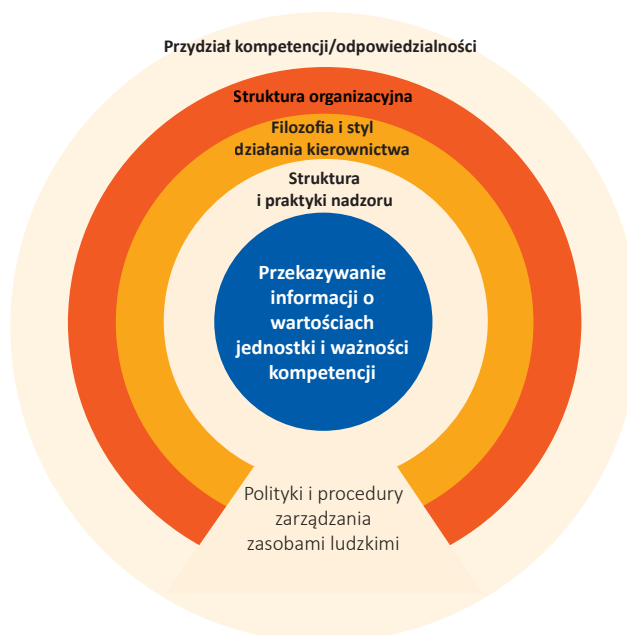 Przydział kompetencji/odpowiedzialności
Struktura organizacyjna
Filozofia i styl
działania kierownictwa
Struktura
i praktyki nadzoru
Przekazywanie
informacji o
wartościach
jednostki i ważności
kompetencji
Polityki i procedury
zarządzania
zasobami ludzkimi